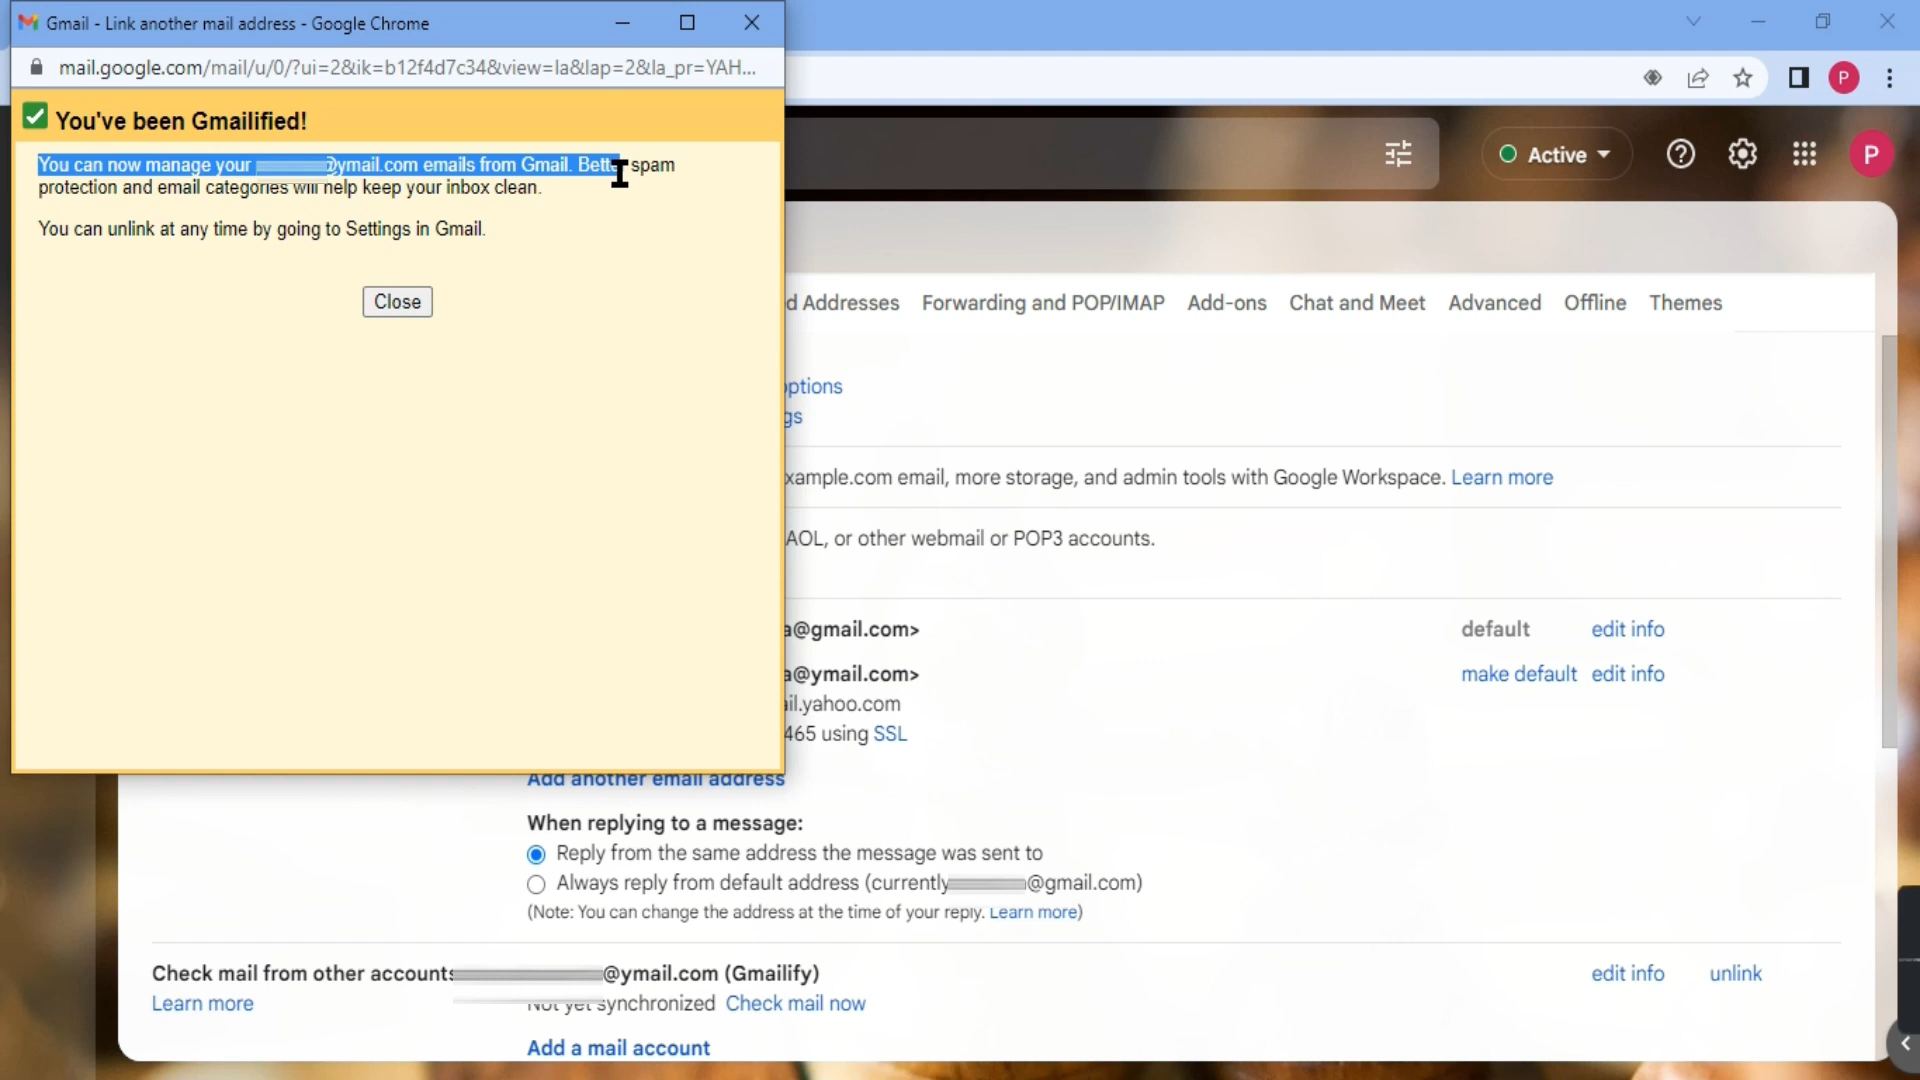 Gmail - Link another mail address - Google Chrome
mail.google.com/mail/u/0/?ui=2&ik=b12f4d7c34&view=la&lap=2&la_pr=YAH...
You've been Gmailified!
You can now manage your @ymail.com emails from Gmail. Bette spam
protection and email categories will help keep your inbox clean.
You can unlink at any time by going to Settings in Gmail.
Close
P
Active
P
d Addresses Forwarding and POP/IMAP Add-ons Chat and Meet Advanced Offline Themes
options
gs
xample.com email, more storage, and admin tools with Google Workspace. Learn more
AOL, or other webmail or POP3 accounts.
a@gmail.com> default edit info
a@ymail.com> make default edit info
ail.yahoo.com
465 using SSL
Add another email address
When replying to a message:
Reply from the same address the message was sent to
Always reply from default address (currently @gmail.com)
(Note: You can change the address at the time of your reply. Learn more)
Check mail from other accounts @ymail.com (Gmailify) edit info unlink
Learn more Not yet synchronized Check mail now
Add a mail account